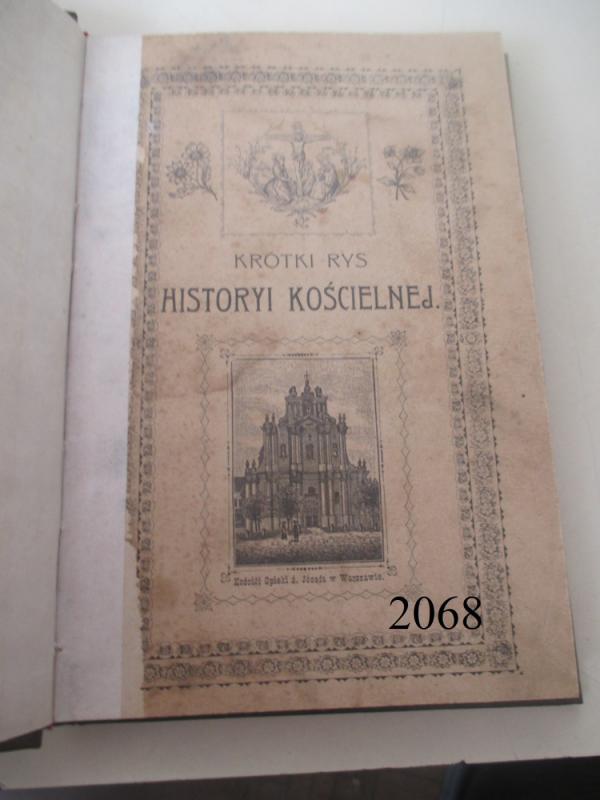 KRÓTKI RYS
HISTORYI KOŚCIELNEJ.
Kościół Opieki ś. Józefa w Warszawie.
2068